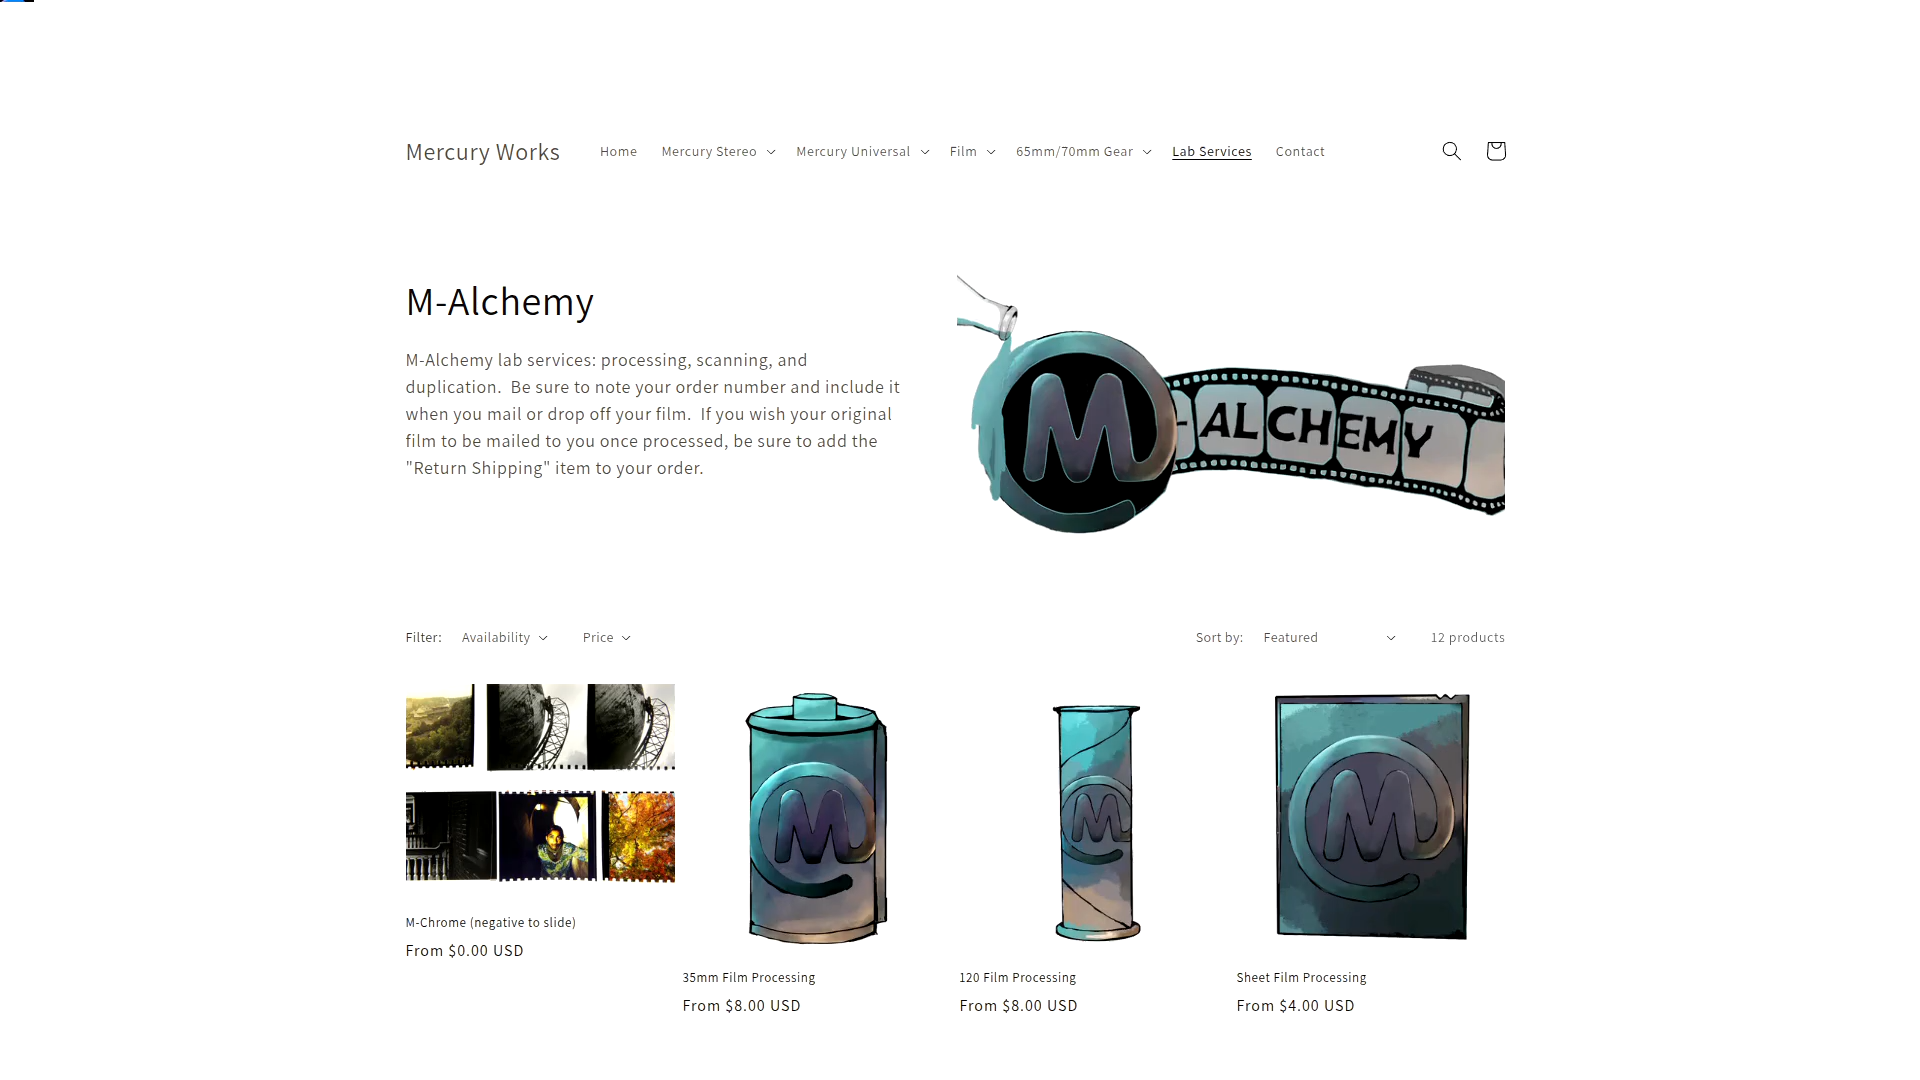 Mercury Works
Home
Mercury Stereo
Mercury Universal
Film
65mm/70mm Gear
Lab Services
Contact
M-Alchemy
M-Alchemy lab services: processing, scanning, and
duplication.  Be sure to note your order number and include it
when you mail or drop off your film.  If you wish your original
film to be mailed to you once processed, be sure to add the
"Return Shipping" item to your order.
M - ALCHEMY
Filter:
Availability
Price
Sort by:
Featured
12 products
M
M
M
M-Chrome (negative to slide)
From $0.00 USD
35mm Film Processing
From $8.00 USD
120 Film Processing
From $8.00 USD
Sheet Film Processing
From $4.00 USD